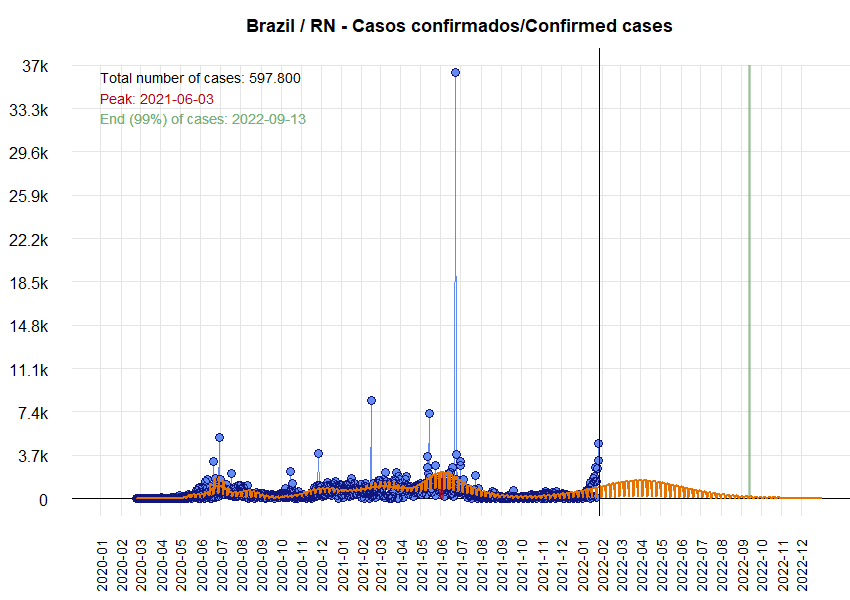 Brazil / RN - Casos confirmados/Confirmed cases
37k
Total number of cases: 597.800
Peak: 2021-06-03
End (99%) of cases: 2022-09-13
33.3k
29.6k
25.9k
22.2k
18.5k
14.8k
11.1k
7.4k
3.7k
0
2020-01
2020-02
2020-03
2020-04
2020-05
2020-06
2020-07
2020-08
2020-09
2020-10
2020-11
2020-12
2021-01
2021-02
2021-03
2021-04
2021-05
2021-06
2021-07
2021-08
2021-09
2021-10
2021-11
2021-12
2022-01
2022-02
2022-03
2022-04
2022-05
2022-06
2022-07
2022-08
2022-09
2022-10
2022-11
2022-12